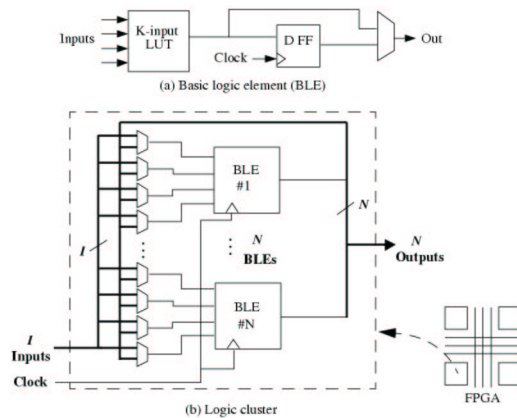 Inputs
K-input
LUT
D FF
Clock
Out
(a) Basic logic element (BLE)
I
BLE
#1
N
N
BLEs
N
Outputs
BLE
#N
I
Inputs
Clock
(b) Logic cluster
FPGA